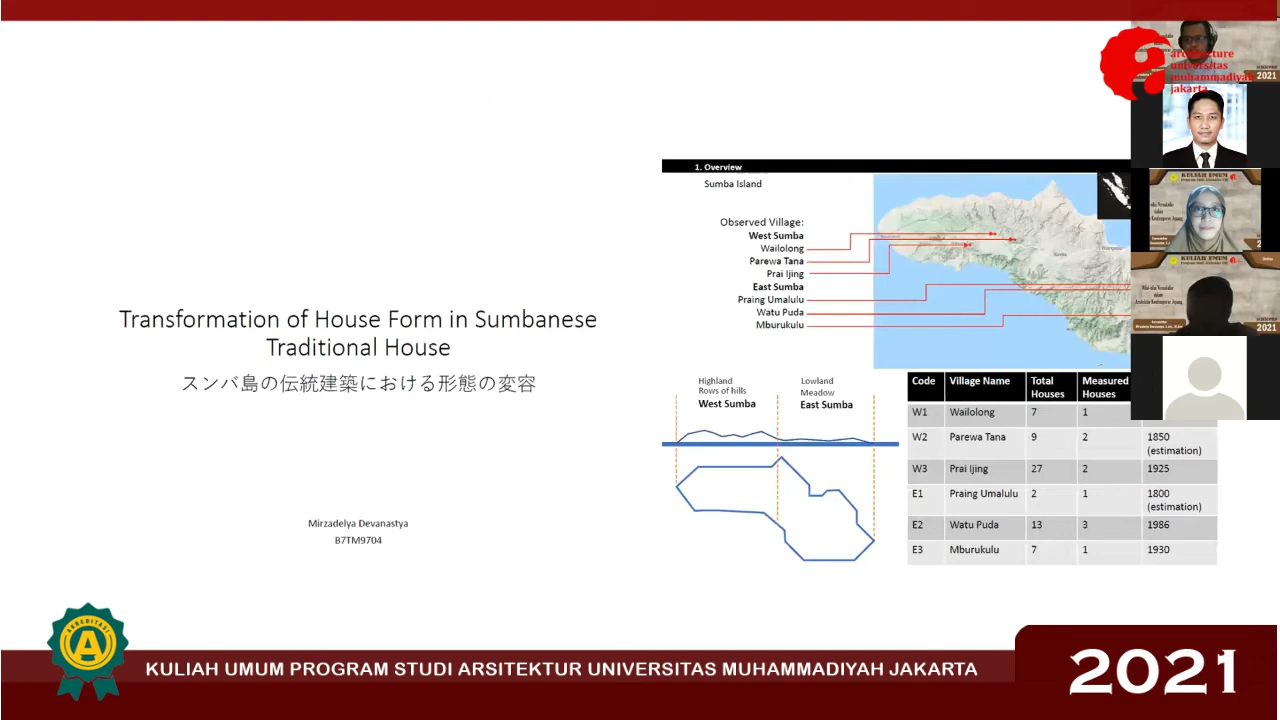 architecture
universitas
muhammadiyah
jakarta
2021
KULIAH UMUM
2021
Transformation of House Form in Sumbanese
Traditional House
スンバ島の伝統建築における形態の変容
Mirzadelya Devanastya
B7TM9704
1. Overview
Sumba Island
Observed Village:
West Sumba
Wailolong
Parewa Tana
Prai Ijing
East Sumba
Praing Umalulu
Watu Puda
Mburukulu
Highland
Rows of hills
West Sumba
Lowland
Meadow
East Sumba
Code Village Name Total Houses Measured Houses
W1 Wailolong 7 1
W2 Parewa Tana 9 2 1850 (estimation)
W3 Prai Ijing 27 2 1925
E1 Praing Umalulu 2 1 1800 (estimation)
E2 Watu Puda 13 3 1986
E3 Mburukulu 7 1 1930
AKREDITASI
A
KULIAH UMUM PROGRAM STUDI ARSITEKTUR UNIVERSITAS MUHAMMADIYAH JAKARTA
2021